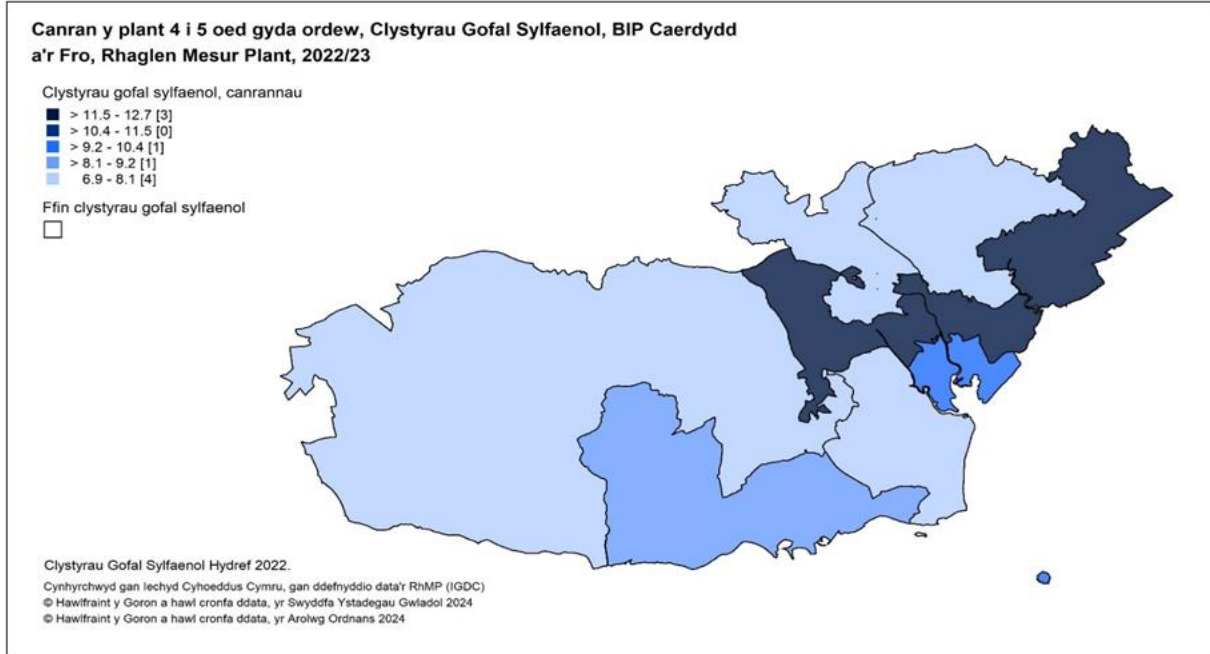 Canran y plant 4 i 5 oed gyda ordew, Clystyrau Gofal Sylfaenol, BIP Caerdydd
a'r Fro, Rhaglen Mesur Plant, 2022/23
Clystyrau gofal sylfaenol, canrannau
> 11.5 - 12.7 [3]
> 10.4 - 11.5 [0]
> 9.2 - 10.4 [1]
> 8.1 - 9.2 [1]
6.9 - 8.1 [4]
Ffin clystyrau gofal sylfaenol
Clystyrau Gofal Sylfaenol Hydref 2022.
Cynhyrchwyd gan Iechyd Cyhoeddus Cymru, gan ddefnyddio data'r RhMP (IGDC)
© Hawlfraint y Goron a hawl cronfa ddata, yr Swyddfa Ystadegau Gwladol 2024
© Hawlfraint y Goron a hawl cronfa ddata, yr Arolwg Ordnans 2024